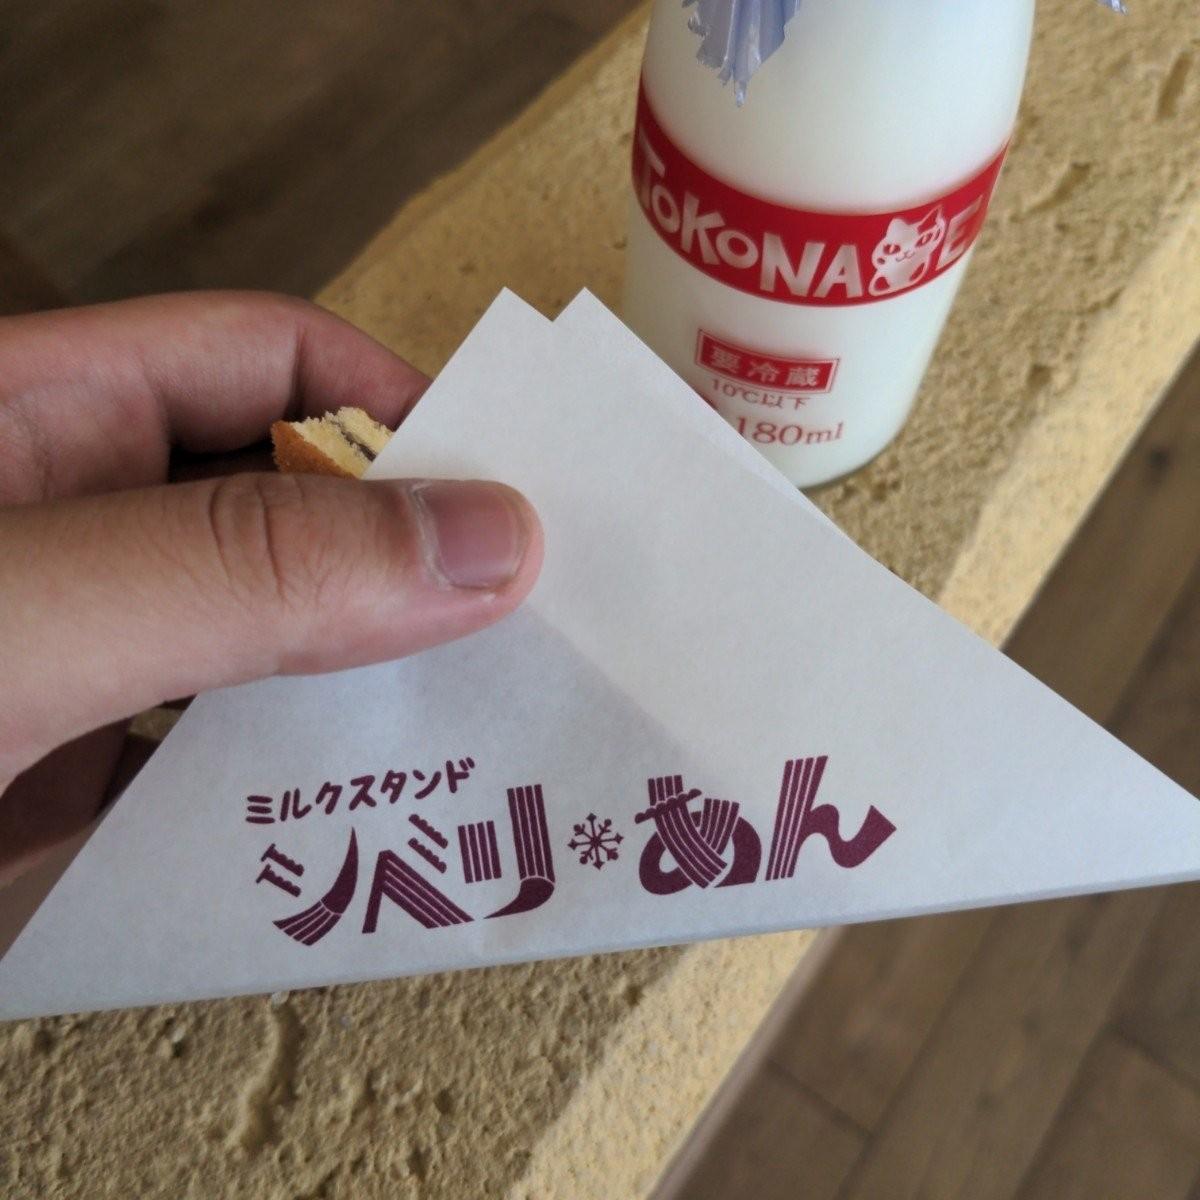 TOKONAME
要冷蔵
10℃以下
180ml
ミルクスタンド
シベリ*あん